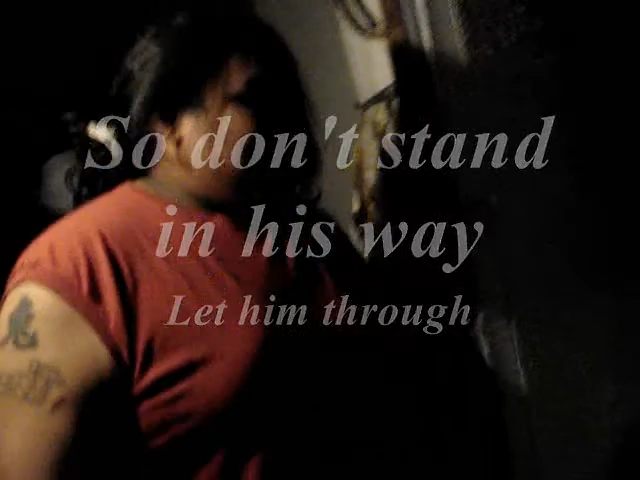 So don't stand
in his way
Let him through